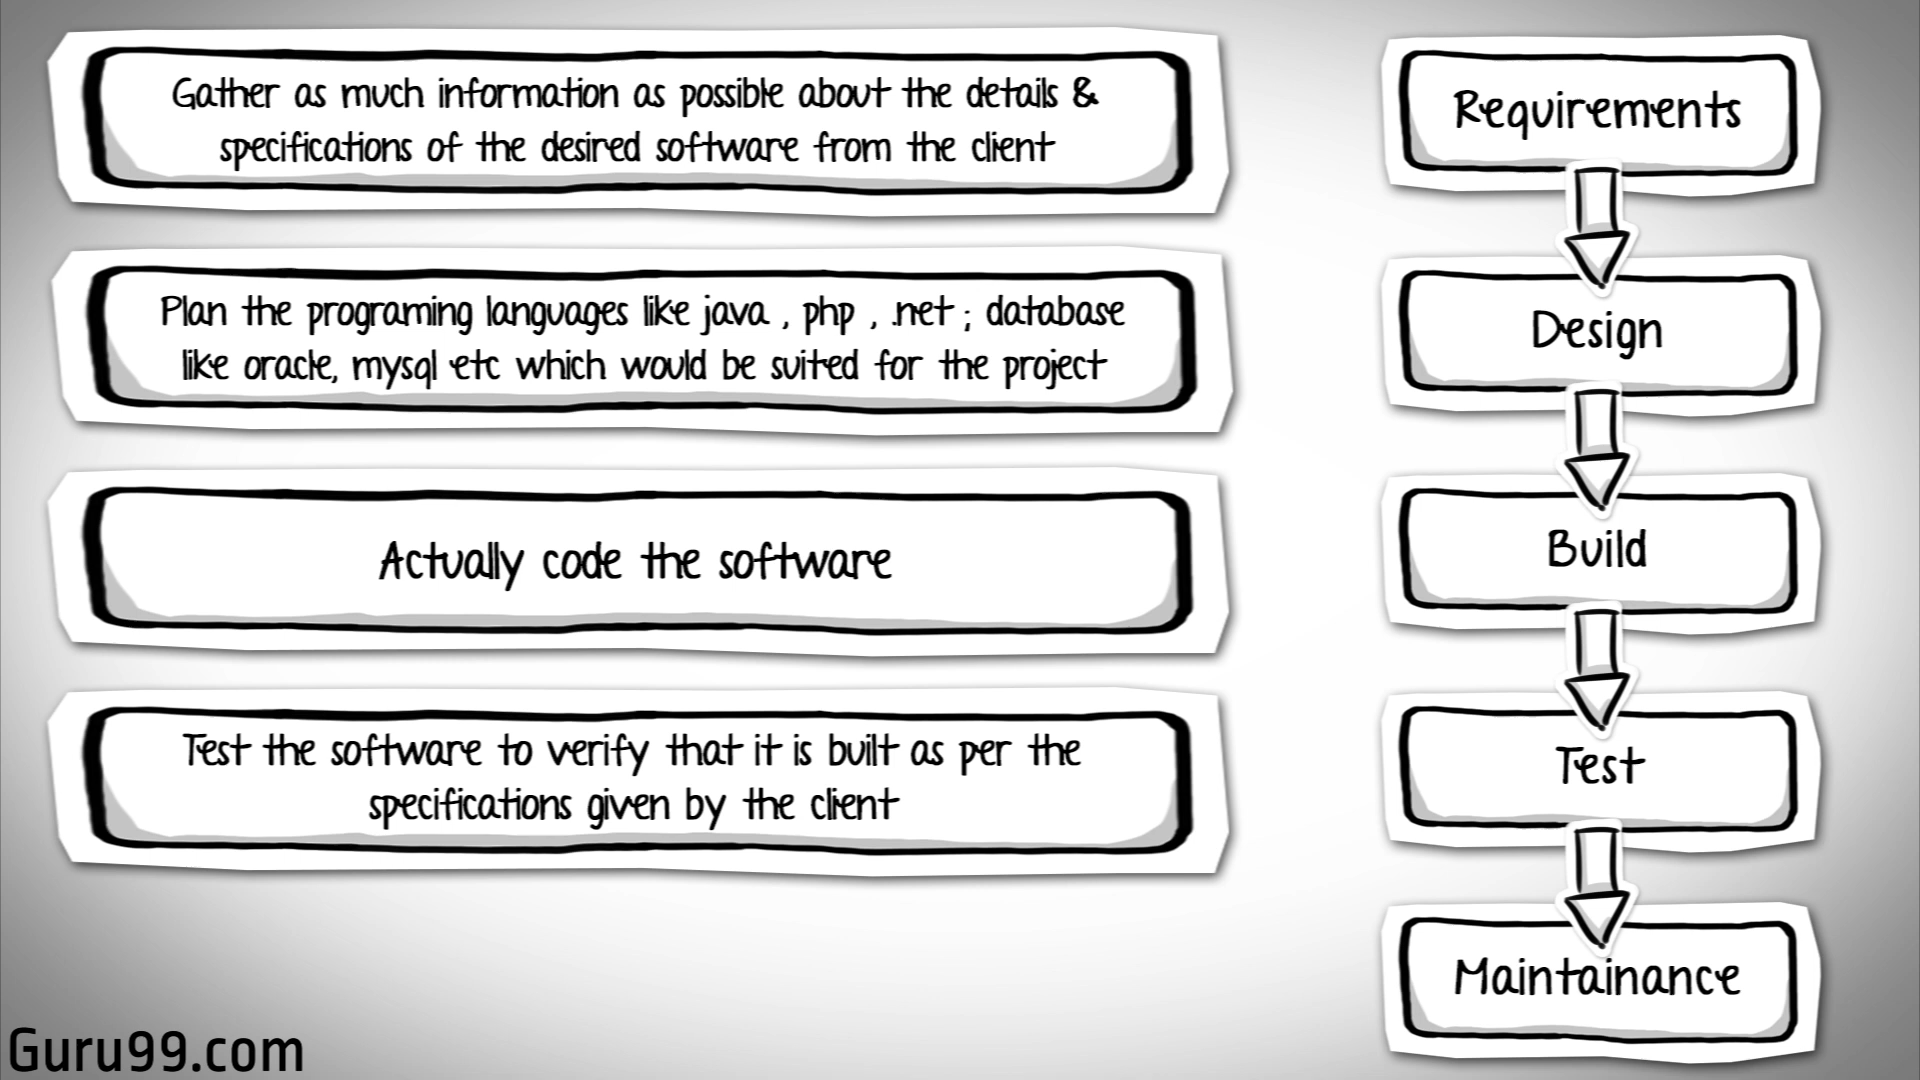 Gather as much information as possible about the details &
specifications of the desired software from the client
Requirements
Plan the programing languages like java , php , .net ; database
like oracle, mysql etc which would be suited for the project
Design
Actually code the software
Build
Test the software to verify that it is built as per the
specifications given by the client
Test
Maintainance
Guru99.com